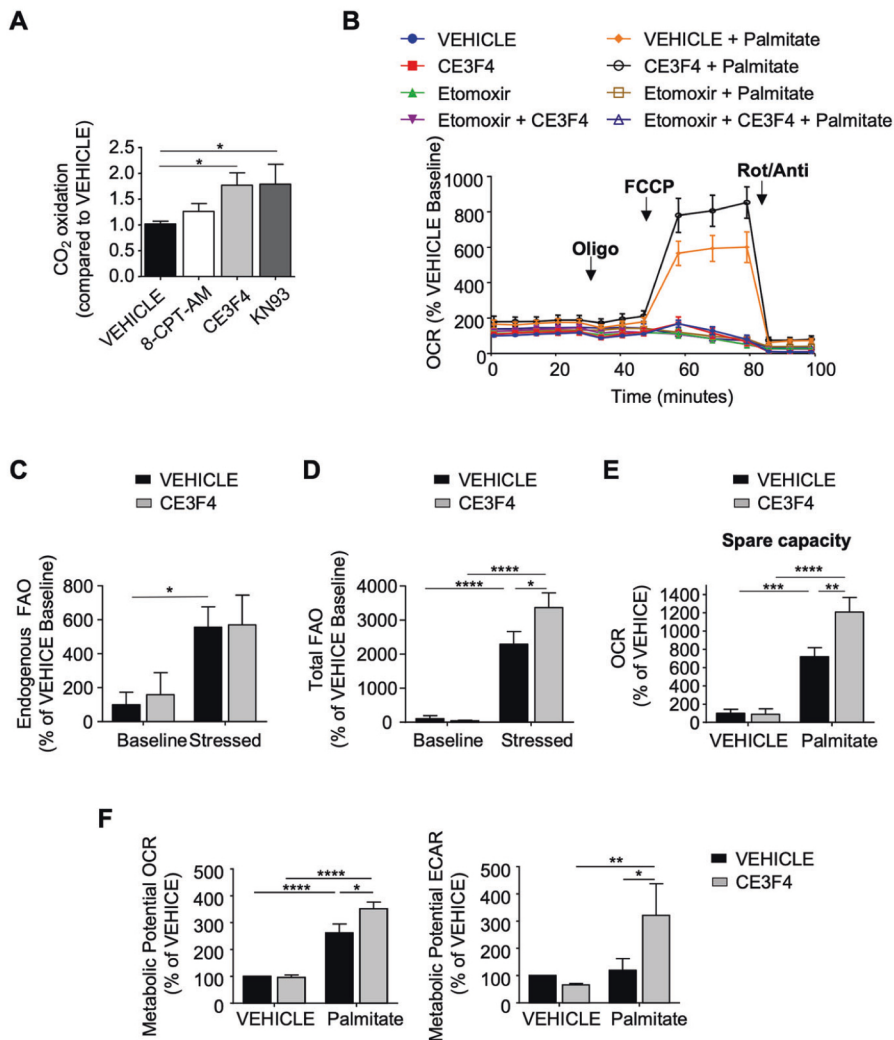 A
CO2 oxidation
(compared to VEHICLE)
2.5
2.0
1.5
1.0
0.5
0.0
*
*
VEHICLE
8-CPT-AM
CE3F4
KN93
B
VEHICLE
CE3F4
Etomoxir
Etomoxir + CE3F4
VEHICLE + Palmitate
CE3F4 + Palmitate
Etomoxir + Palmitate
Etomoxir + CE3F4 + Palmitate
OCR (% VEHICLE Baseline)
1000
800
600
400
200
0
Oligo
FCCP
Rot/Anti
0 20 40 60 80 100
Time (minutes)
C
VEHICLE
CE3F4
Endogenous FAO
(% of VEHICE Baseline)
800
600
400
200
0
*
Baseline Stressed
D
VEHICLE
CE3F4
Total FAO
(% of VEHICE Baseline)
4000
3000
2000
1000
0
****
**** *
Baseline Stressed
E
VEHICLE
CE3F4
Spare capacity
OCR
(% of VEHICLE)
1400
1200
1000
800
600
400
200
0
****
*** **
VEHICLE Palmitate
F
Metabolic Potential OCR
(% of VEHICE)
500
400
300
200
100
0
****
**** *
VEHICLE Palmitate
Metabolic Potential ECAR
(% of VEHICE)
500
400
300
200
100
0
**
*
VEHICLE Palmitate
VEHICLE
CE3F4